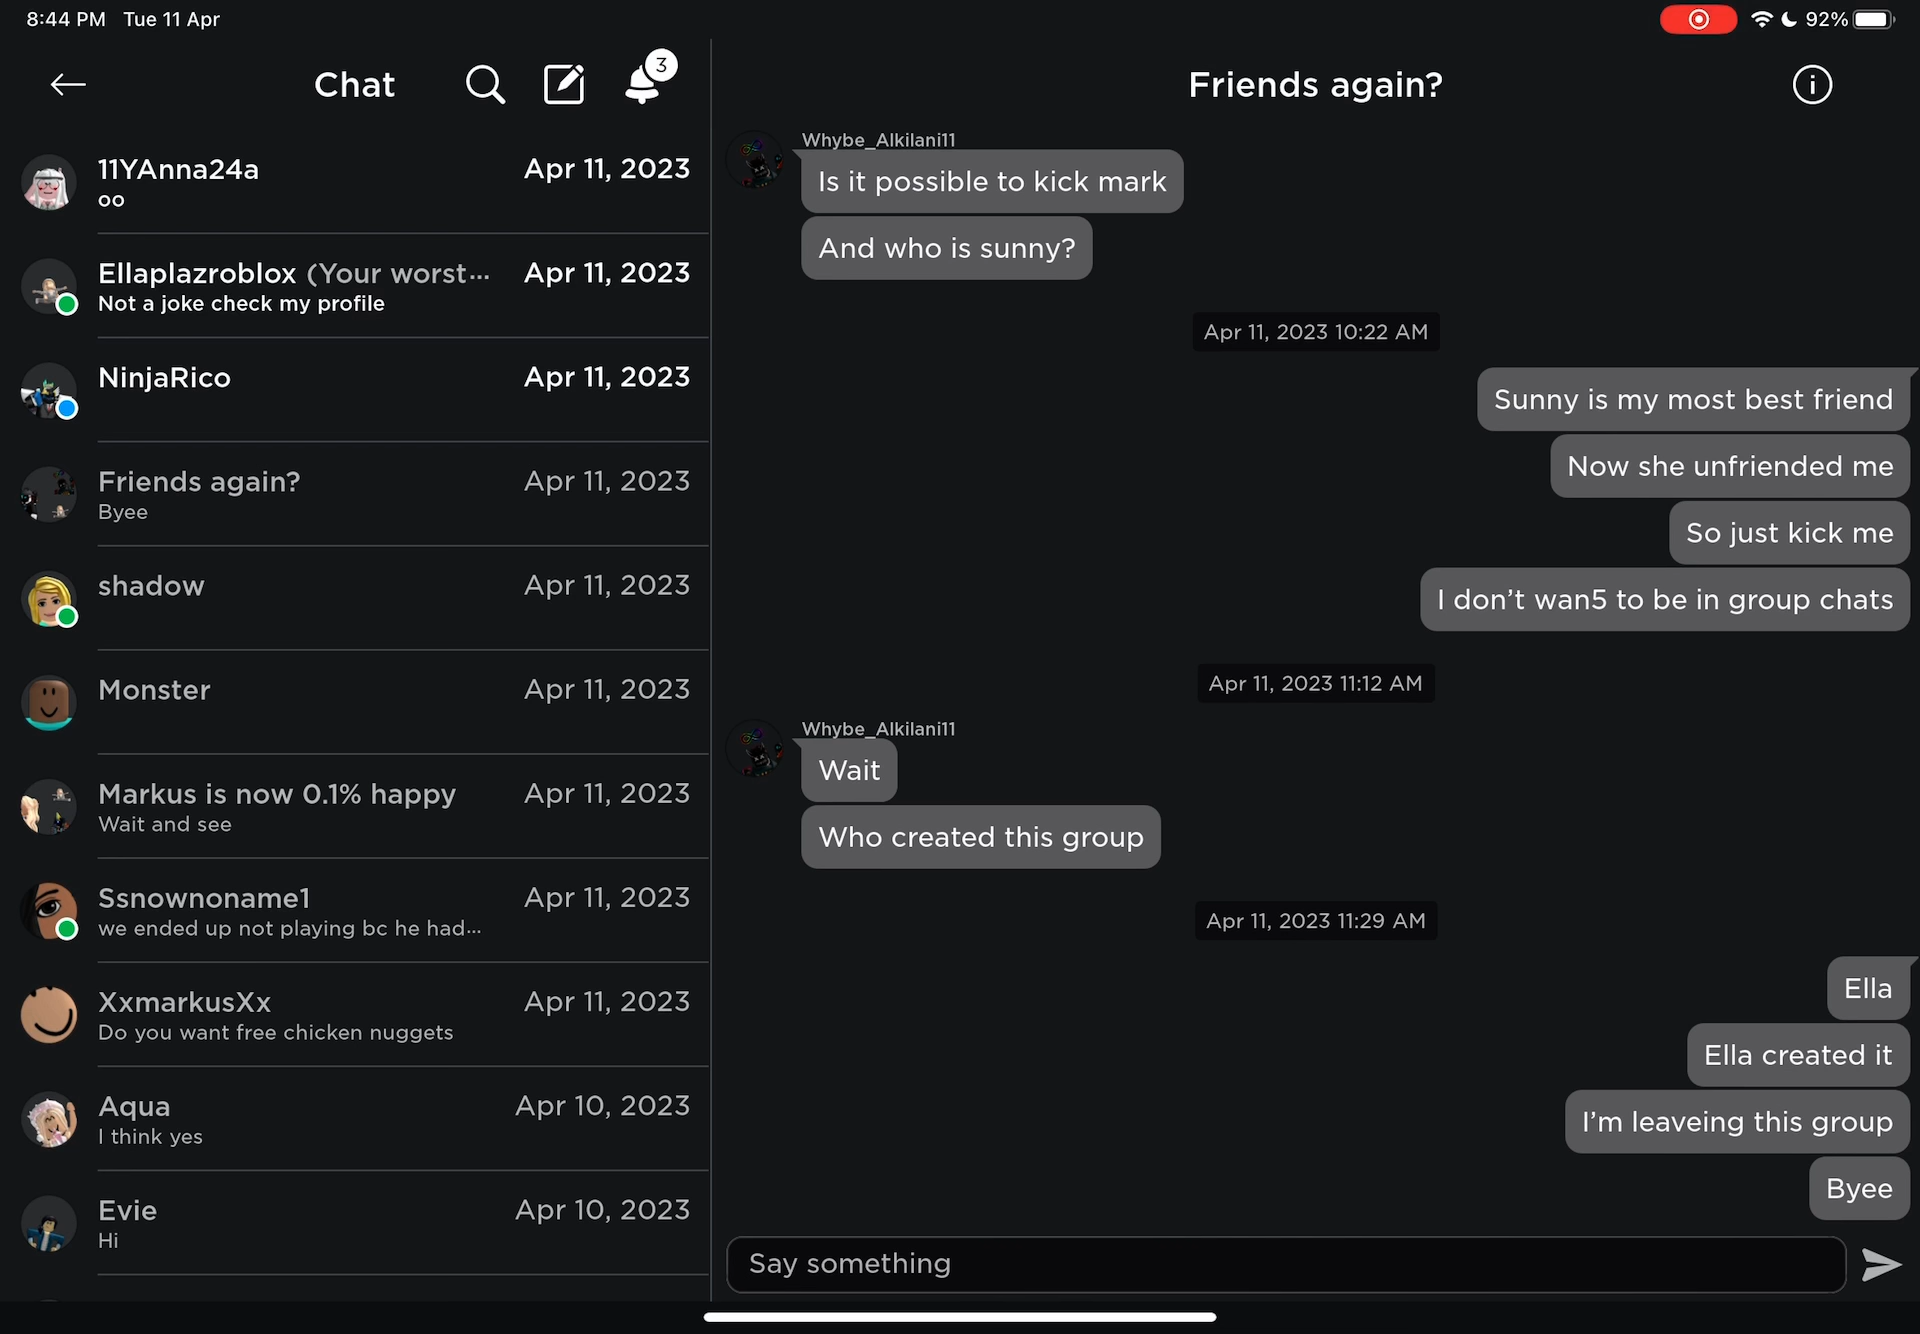 8:44 PM Tue 11 Apr
92%
Chat
3
11YAnna24a Apr 11, 2023
oo
Ellaplazroblox (Your worst... Apr 11, 2023
Not a joke check my profile
NinjaRico Apr 11, 2023
Friends again? Apr 11, 2023
Byee
shadow Apr 11, 2023
Monster Apr 11, 2023
Markus is now 0.1% happy Apr 11, 2023
Wait and see
Ssnownoname1 Apr 11, 2023
we ended up not playing bc he had...
XxmarkusXx Apr 11, 2023
Do you want free chicken nuggets
Aqua Apr 10, 2023
I think yes
Evie Apr 10, 2023
Hi
Friends again?
Whybe_Alkilani11
Is it possible to kick mark
And who is sunny?
Apr 11, 2023 10:22 AM
Sunny is my most best friend
Now she unfriended me
So just kick me
I don't wan5 to be in group chats
Apr 11, 2023 11:12 AM
Whybe_Alkilani11
Wait
Who created this group
Apr 11, 2023 11:29 AM
Ella
Ella created it
I'm leaveing this group
Byee
Say something